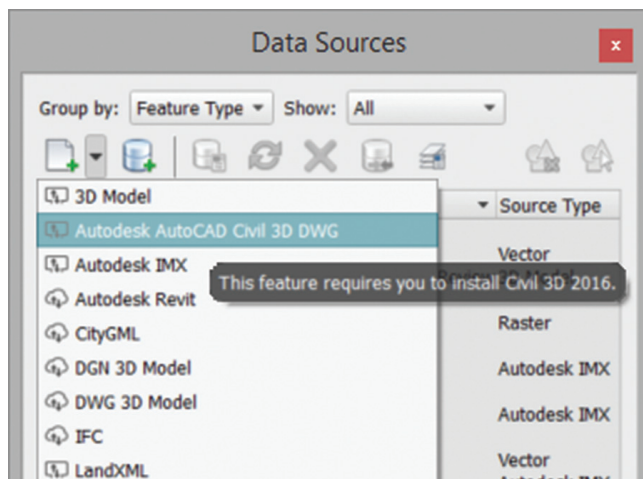 Data Sources
x
Group by: Feature Type Show: All
3D Model
Source Type
Autodesk AutoCAD Civil 3D DWG
Vector
Autodesk IMX
This feature requires you to install Civil 3D 2016.
Autodesk Revit
Raster
CityGML
DGN 3D Model
Autodesk IMX
DWG 3D Model
Autodesk IMX
IFC
Vector
LandXML
Autodesk IMX